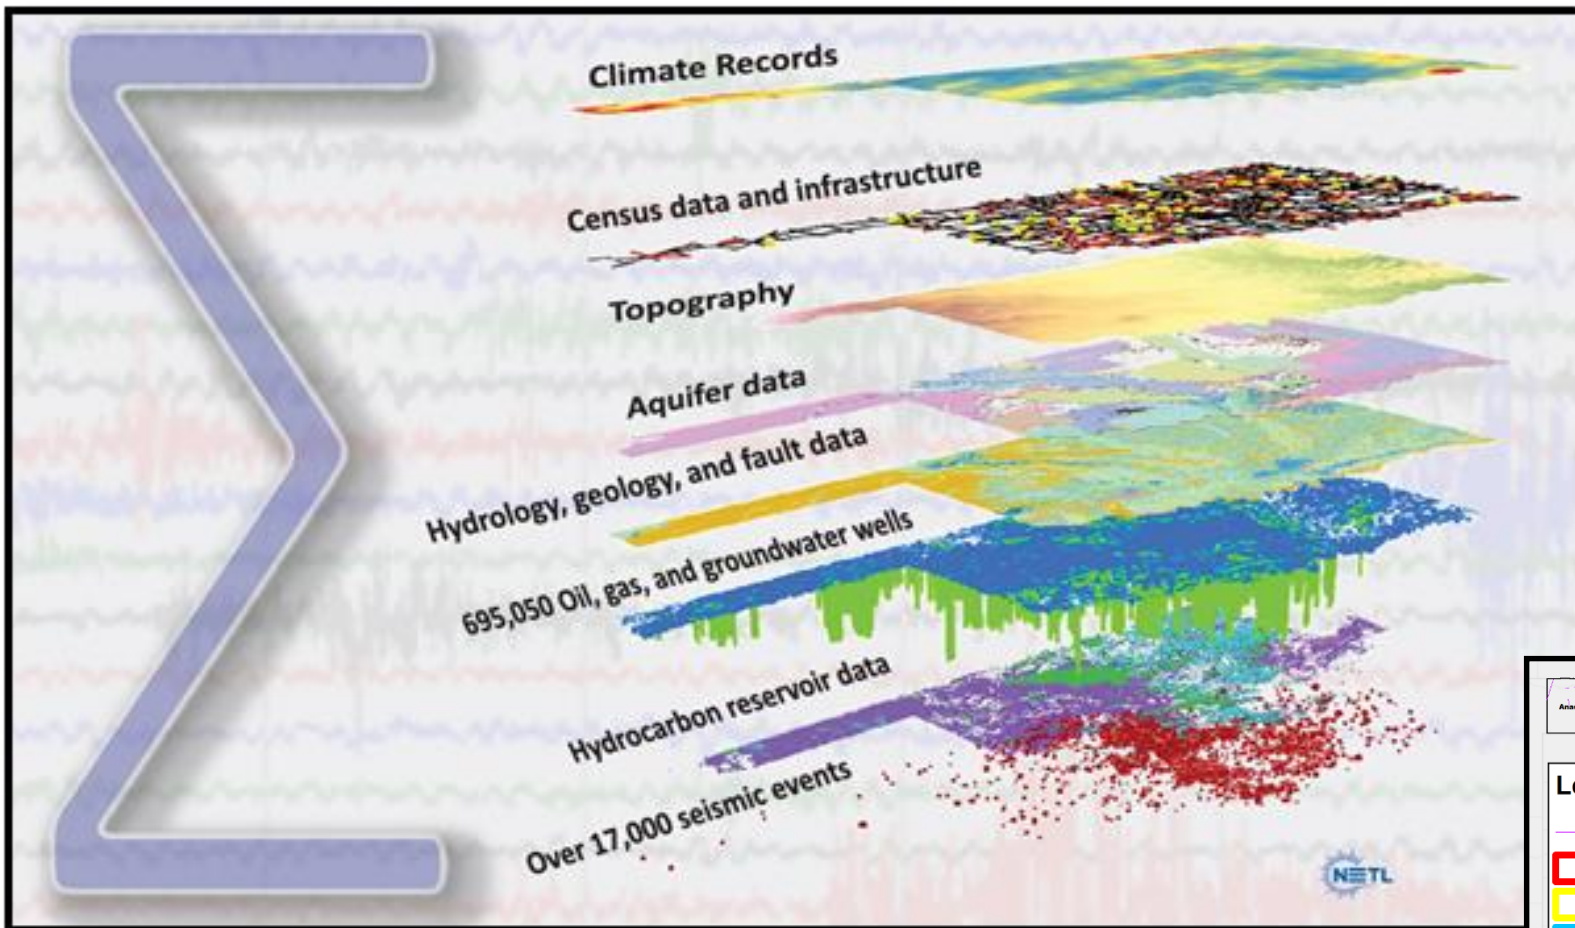 Climate Records
Census data and infrastructure
Topography
Aquifer data
Hydrology, geology, and fault data
695,050 Oil, gas, and groundwater wells
Hydrocarbon reservoir data
Over 17,000 seismic events
NETL